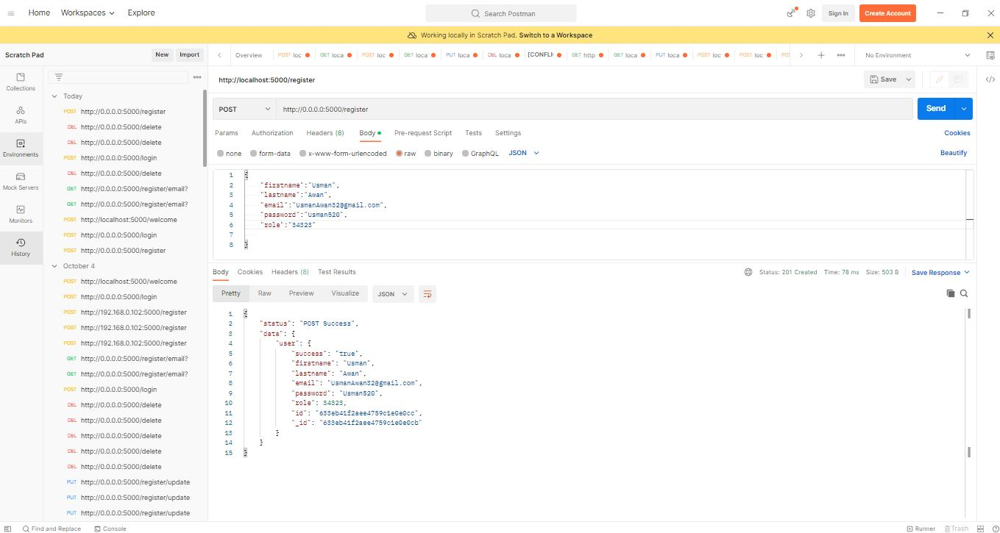 Home Workspaces Explore Search Postman Sign In Create Account
Working locally in Scratch Pad. Switch to a Workspace
Scratch Pad New Import
Overview POST loc GET loca POST loc GET loca PUT loca DEL loca [CONFLI GET http GET loca PUT loca POST loc POST loc POS No Environment
Collections
APIs
Environments
Mock Servers
Monitors
History
Today
POST http://0.0.0.0:5000/register
DEL http://0.0.0.0:5000/delete
DEL http://0.0.0.0:5000/delete
POST http://0.0.0.0:5000/login
DEL http://0.0.0.0:5000/delete
GET http://0.0.0.0:5000/register/email?
GET http://0.0.0.0:5000/register/email?
POST http://localhost:5000/welcome
POST http://0.0.0.0:5000/login
POST http://0.0.0.0:5000/register
October 4
POST http://localhost:5000/welcome
POST http://0.0.0.0:5000/login
POST http://192.168.0.102:5000/register
POST http://192.168.0.102:5000/register
POST http://192.168.0.102:5000/register
GET http://0.0.0.0:5000/register/email?
GET http://0.0.0.0:5000/register/email?
POST http://0.0.0.0:5000/login
DEL http://0.0.0.0:5000/delete
DEL http://0.0.0.0:5000/delete
DEL http://0.0.0.0:5000/delete
DEL http://0.0.0.0:5000/delete
DEL http://0.0.0.0:5000/delete
PUT http://0.0.0.0:5000/register/update
PUT http://0.0.0.0:5000/register/update
PUT http://0.0.0.0:5000/register/update
http://localhost:5000/register Save
POST http://0.0.0.0:5000/register Send
Params Authorization Headers (8) Body Pre-request Script Tests Settings Cookies
none form-data x-www-form-urlencoded raw binary GraphQL JSON Beautify
1 {
2 "firstname":"Usman",
3 "lastname":"Awan",
4 "email":"UsmanAwan32@gmail.com",
5 "password":"Usman520",
6 "role":"34323"
7
8 }
Body Cookies Headers (8) Test Results Status: 201 Created Time: 78 ms Size: 503 B Save Response
Pretty Raw Preview Visualize JSON
1 {
2 "status": "POST Success",
3 "data": {
4 "user": {
5 "success": "true",
6 "firstname": "Usman",
7 "lastname": "Awan",
8 "email": "UsmanAwan32@gmail.com",
9 "password": "Usman520",
10 "role": 34323,
11 "id": "633eb41f2aee4759c1e0e0cc",
12 "_id": "633eb41f2aee4759c1e0e0cb"
13 }
14 }
15 }
Find and Replace Console Runner Trash